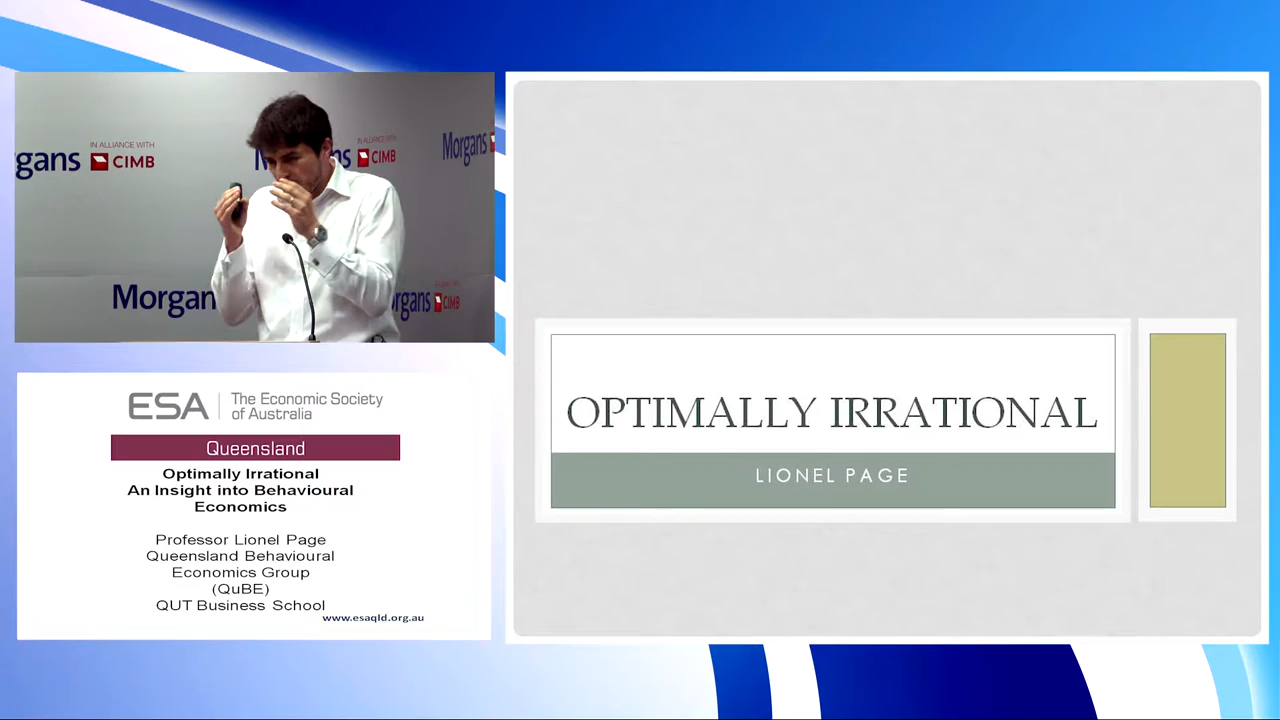 gans
IN ALLIANCE WITH
CIMB
IN ALLIANCE WITH
CIMB
Morgans
Morgan
rgans
CIMB
ESA
The Economic Society
of Australia
Queensland
Optimally Irrational
An Insight into Behavioural
Economics
Professor Lionel Page
Queensland Behavioural
Economics Group
(QuBE)
QUT Business School
www.esaqld.org.au
OPTIMALLY IRRATIONAL
LIONEL PAGE